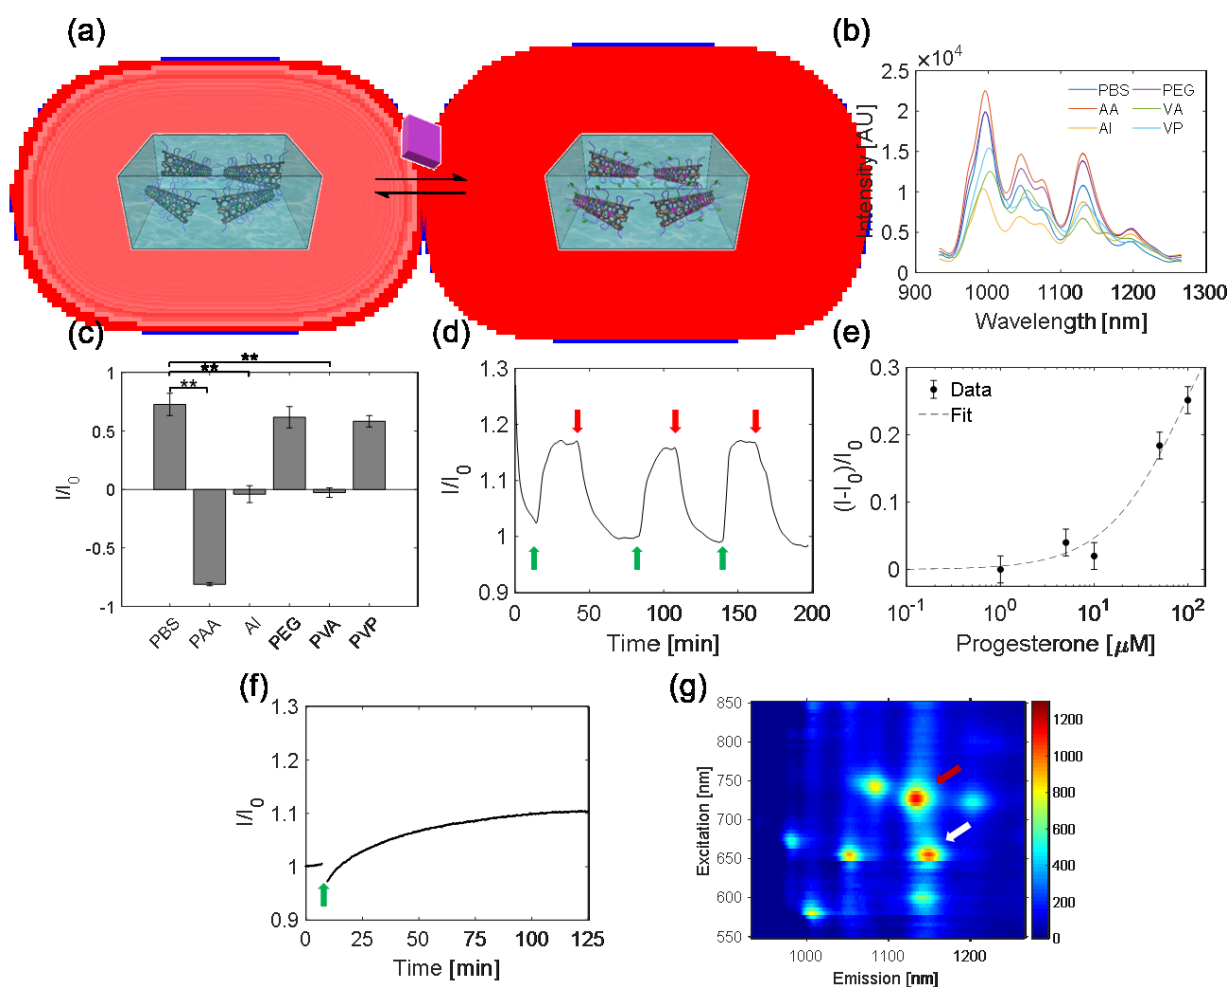 (a)
(b)
×10⁴
2.5
2
1.5
1
0.5
0
Intensity [AU]
PBS
AA
AI
PEG
VA
VP
900
1000
1100
1200
1300
Wavelength [nm]
(c)
**
**
**
1
0.5
0
-0.5
-1
I/I₀
PBS
PAA
AI
PEG
PVA
PVP
(d)
1.3
1.2
1.1
1
0.9
I/I₀
0
50
100
150
200
Time [min]
(e)
0.3
0.2
0.1
0
(I-I₀)/I₀
Data
Fit
10⁻¹
10⁰
10¹
10²
Progesterone [μM]
(f)
1.3
1.2
1.1
1
0.9
I/I₀
0
25
50
75
100
125
Time [min]
(g)
850
800
750
700
650
600
550
Excitation [nm]
1000
1100
1200
Emission [nm]
1200
1000
800
600
400
200
0